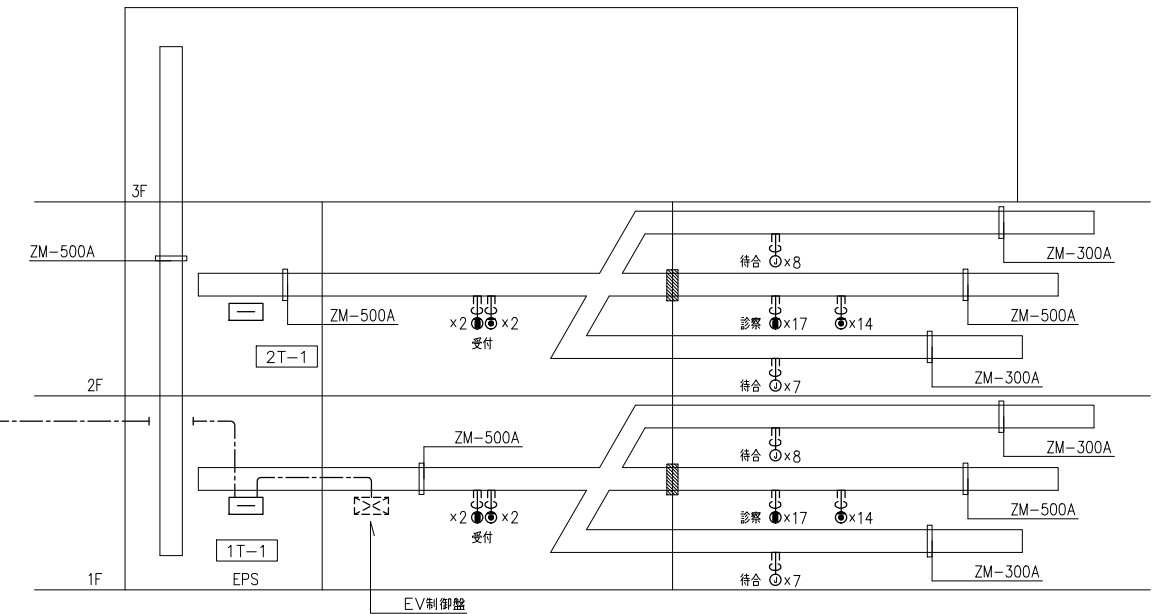 3F
ZM-500A
待合 ×8
ZM-300A
ZM-500A
×2 ×2
受付
診察 ×17 ×14
ZM-500A
2T-1
待合 ×7
ZM-300A
2F
ZM-500A
待合 ×8
ZM-300A
×2 ×2
受付
診察 ×17 ×14
ZM-500A
1T-1
待合 ×7
ZM-300A
1F
EPS
EV制御盤